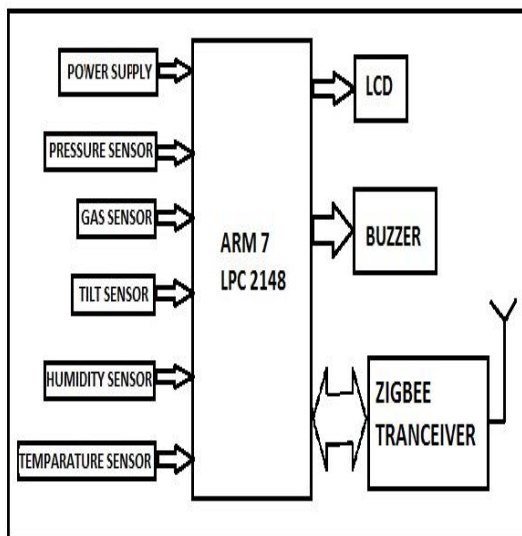 POWER SUPPLY
PRESSURE SENSOR
GAS SENSOR
TILT SENSOR
HUMIDITY SENSOR
TEMPARATURE SENSOR
ARM 7
LPC 2148
LCD
BUZZER
ZIGBEE
TRANCEIVER